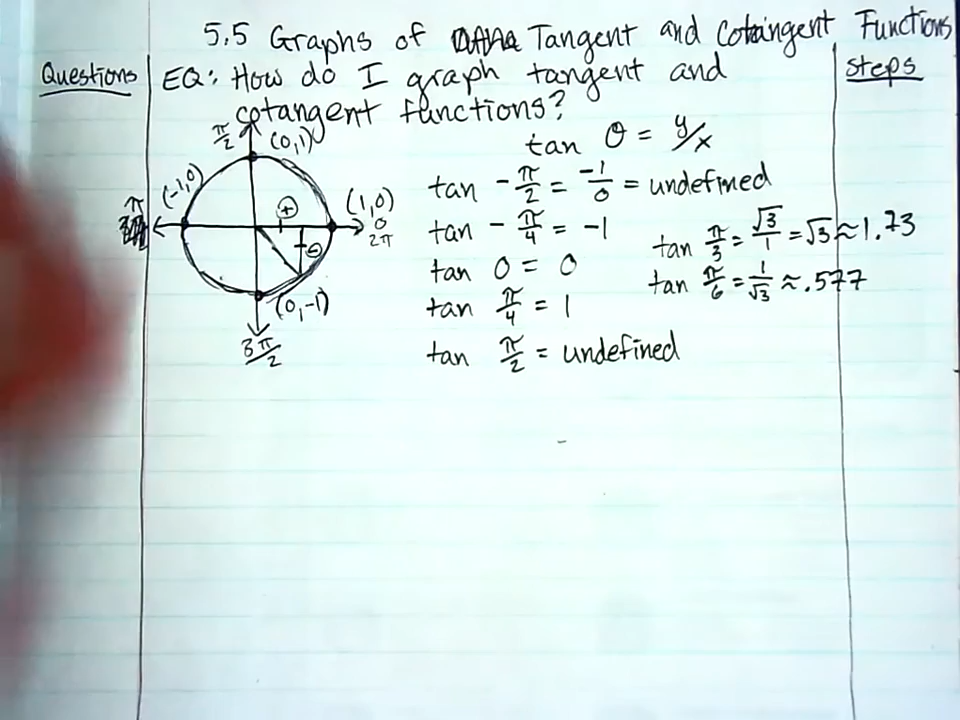 5.5 Graphs of Tangent and Cotangent Functions
Questions
EQ: How do I graph tangent and
cotangent functions?
steps
π/2
(0,1)
(-1,0)
π
+
-
(1,0)
0
2π
(0,-1)
3π/2
tan θ = y/x
tan -π/2 = -1/0 = undefined
tan -π/4 = -1
tan 0 = 0
tan π/4 = 1
tan π/2 = undefined
tan π/3 = √3/1 = √3 ≈ 1.73
tan π/6 = 1/√3 ≈ .577